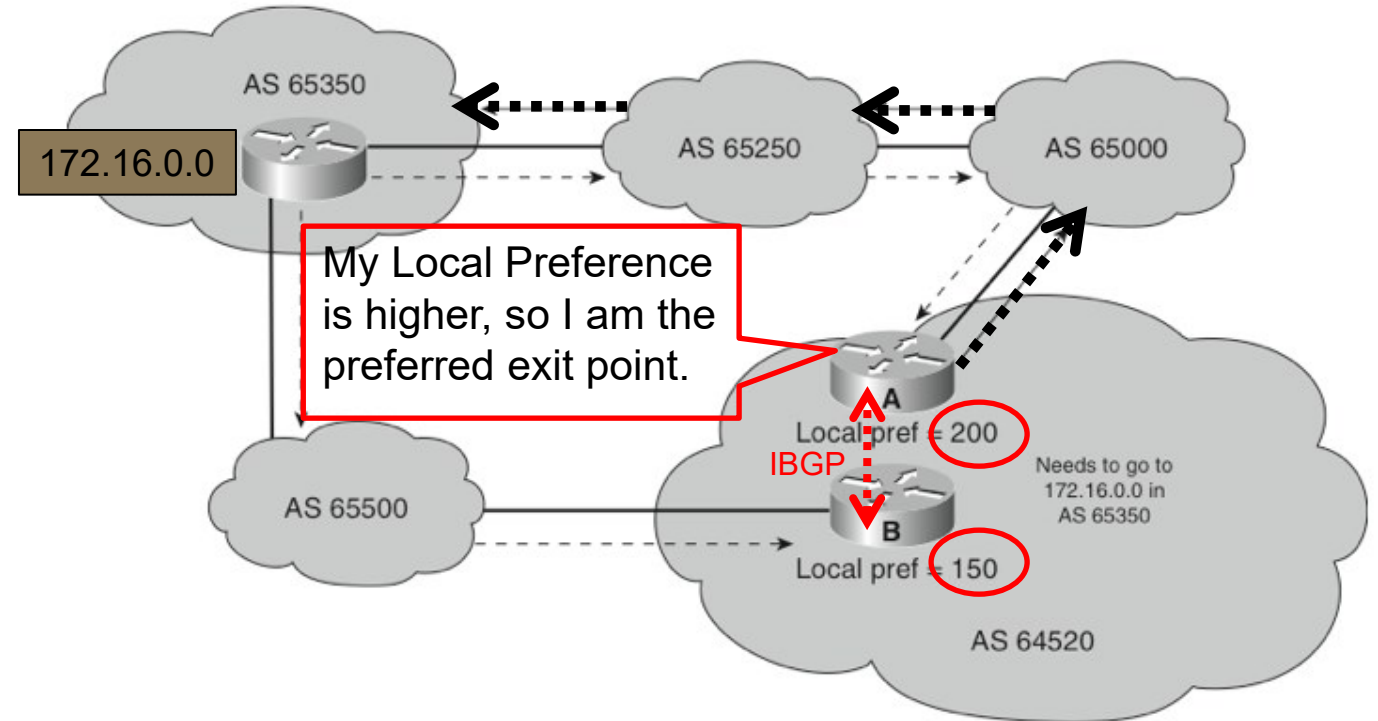 AS 65350
172.16.0.0
AS 65250
AS 65000
My Local Preference
is higher, so I am the
preferred exit point.
A
Local pref = 200
IBGP
Needs to go to
172.16.0.0 in
AS 65350
AS 65500
B
Local pref = 150
AS 64520